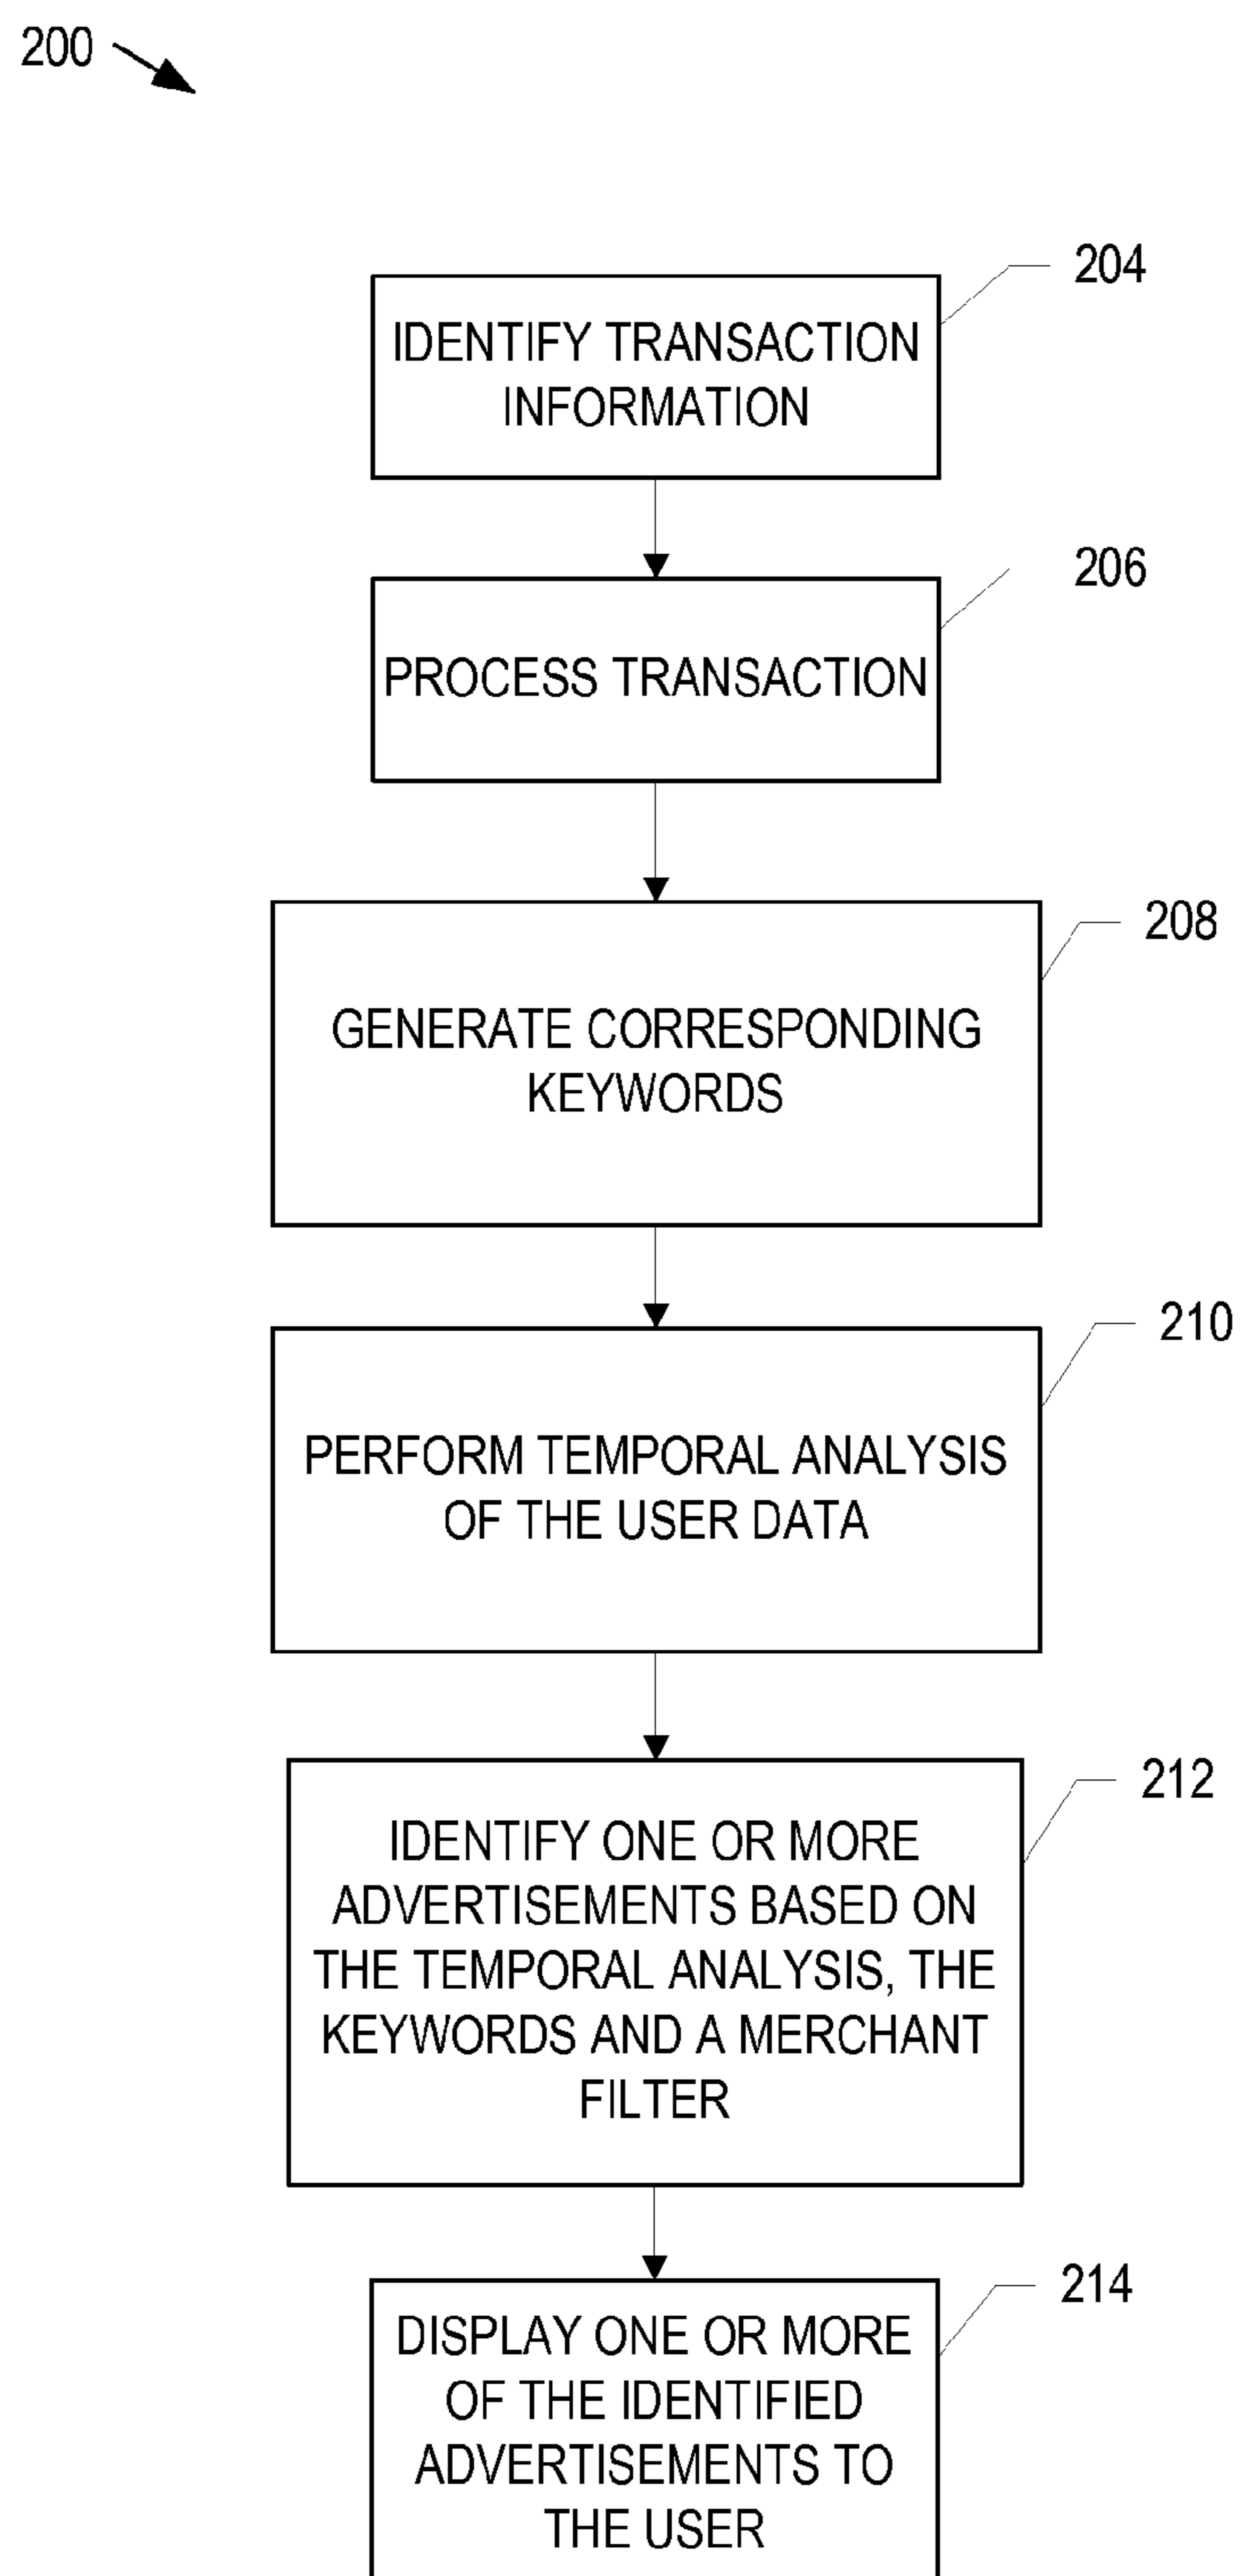 200
204
IDENTIFY TRANSACTION
INFORMATION
206
PROCESS TRANSACTION
208
GENERATE CORRESPONDING
KEYWORDS
210
PERFORM TEMPORAL ANALYSIS
OF THE USER DATA
212
IDENTIFY ONE OR MORE
ADVERTISEMENTS BASED ON
THE TEMPORAL ANALYSIS, THE
KEYWORDS AND A MERCHANT
FILTER
214
DISPLAY ONE OR MORE
OF THE IDENTIFIED
ADVERTISEMENTS TO
THE USER